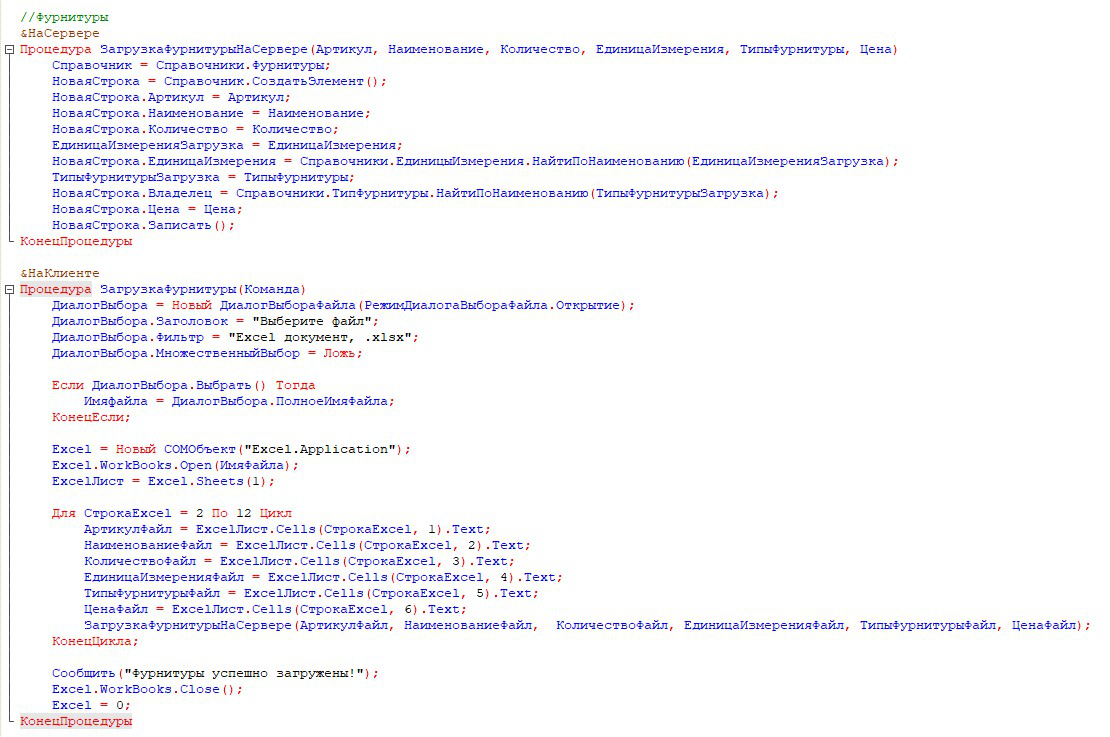 //Фурнитуры
&НаСервере
Процедура ЗагрузкаФурнитурыНаСервере(Артикул, Наименование, Количество, ЕдиницаИзмерения, ТипыФурнитуры, Цена)
Справочник = Справочники.Фурнитуры;
НоваяСтрока = Справочник.СоздатьЭлемент();
НоваяСтрока.Артикул = Артикул;
НоваяСтрока.Наименование = Наименование;
НоваяСтрока.Количество = Количество;
ЕдиницаИзмеренияЗагрузка = ЕдиницаИзмерения;
НоваяСтрока.ЕдиницаИзмерения = Справочники.ЕдиницыИзмерения.НайтиПоНаименованию(ЕдиницаИзмеренияЗагрузка);
ТипыФурнитурыЗагрузка = ТипыФурнитуры;
НоваяСтрока.Владелец = Справочники.ТипФурнитуры.НайтиПоНаименованию(ТипыФурнитурыЗагрузка);
НоваяСтрока.Цена = Цена;
НоваяСтрока.Записать();
КонецПроцедуры
&НаКлиенте
Процедура ЗагрузкаФурнитуры(Команда)
ДиалогВыбора = Новый ДиалогВыбораФайла(РежимДиалогаВыбораФайла.Открытие);
ДиалогВыбора.Заголовок = "Выберите файл";
ДиалогВыбора.Фильтр = "Excel документ, .xlsx";
ДиалогВыбора.МножественныйВыбор = Ложь;
Если ДиалогВыбора.Выбрать() Тогда
ИмяФайла = ДиалогВыбора.ПолноеИмяФайла;
КонецЕсли;
Excel = Новый COMОбъект("Excel.Application");
Excel.WorkBooks.Open(ИмяФайла);
ExcelЛист = Excel.Sheets(1);
Для СтрокаExcel = 2 По 12 Цикл
АртикулФайл = ExcelЛист.Cells(СтрокаExcel, 1).Text;
НаименованиеФайл = ExcelЛист.Cells(СтрокаExcel, 2).Text;
КоличествоФайл = ExcelЛист.Cells(СтрокаExcel, 3).Text;
ЕдиницаИзмеренияФайл = ExcelЛист.Cells(СтрокаExcel, 4).Text;
ТипыФурнитурыФайл = ExcelЛист.Cells(СтрокаExcel, 5).Text;
ЦенаФайл = ExcelЛист.Cells(СтрокаExcel, 6).Text;
ЗагрузкаФурнитурыНаСервере(АртикулФайл, НаименованиеФайл,  КоличествоФайл, ЕдиницаИзмеренияФайл, ТипыФурнитурыФайл, ЦенаФайл);
КонецЦикла;
Сообщить("Фурнитуры успешно загружены!");
Excel.WorkBooks.Close();
Excel = 0;
КонецПроцедуры